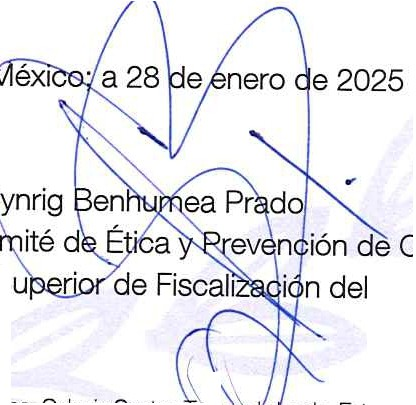 México; a 28 de enero de 2025
ynrig Benhumea Prado
mité de Ética y Prevención de C
uperior de Fiscalización del